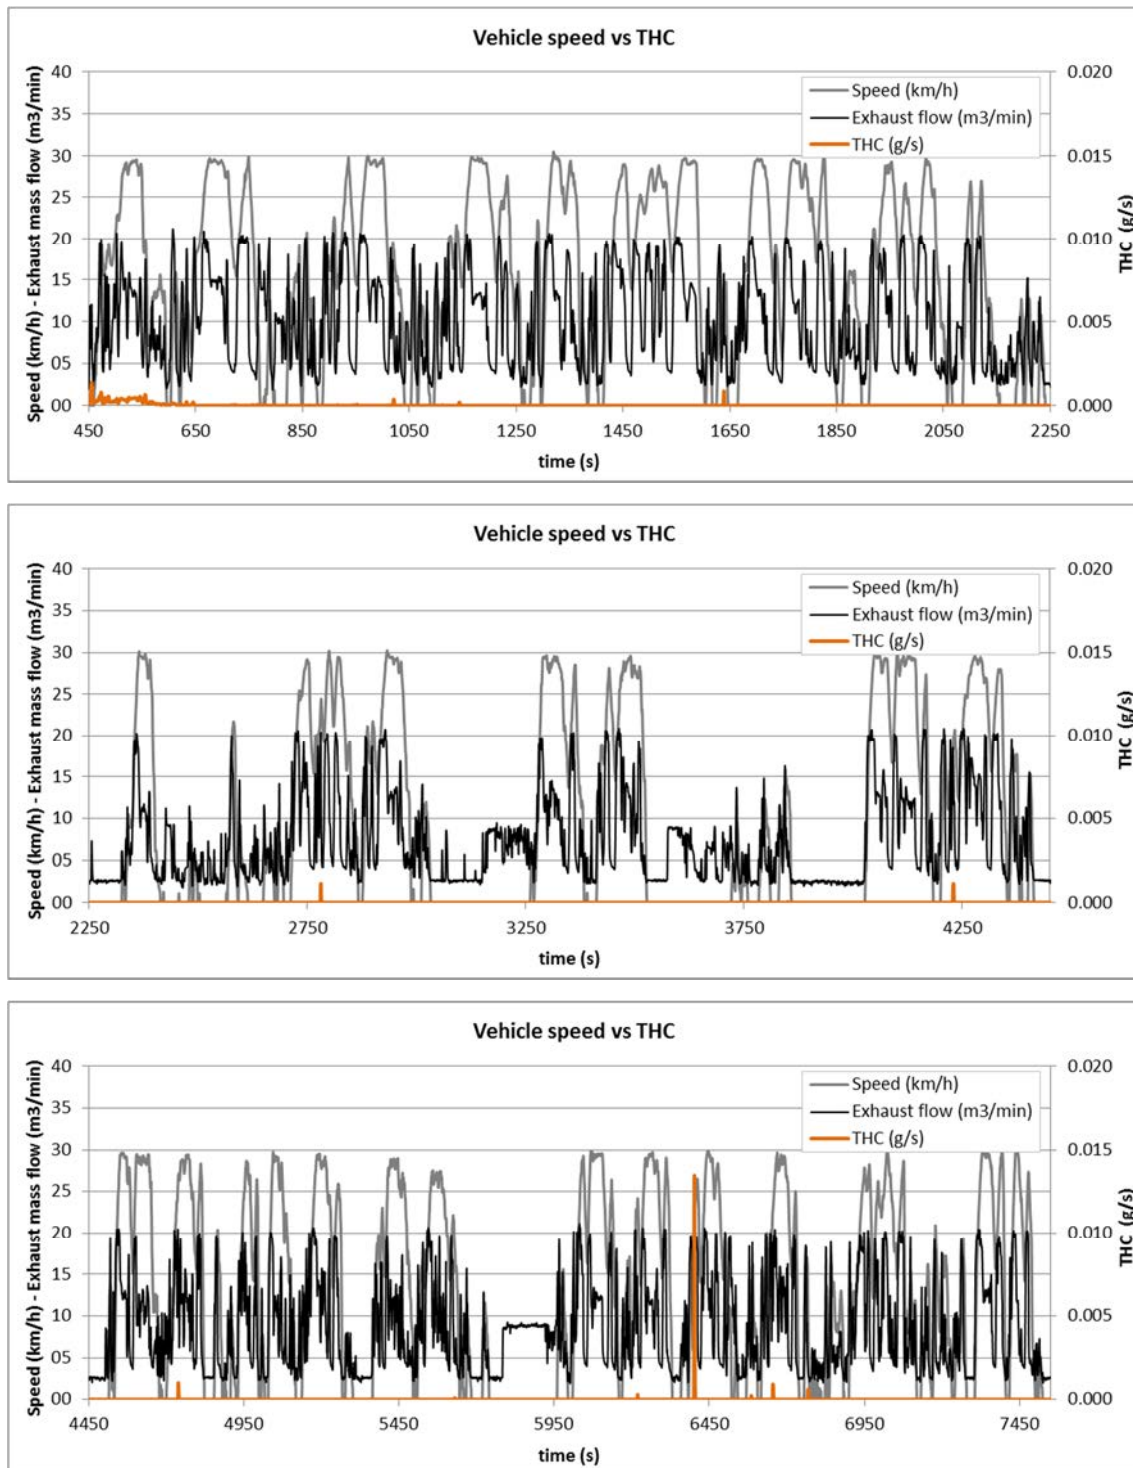 Vehicle speed vs THC
Speed (km/h) - Exhaust mass flow (m3/min)
40
35
30
25
20
15
10
05
00
Speed (km/h)
Exhaust flow (m3/min)
THC (g/s)
0.020
0.015
0.010
0.005
0.000
THC (g/s)
450 650 850 1050 1250 1450 1650 1850 2050 2250
time (s)
Vehicle speed vs THC
Speed (km/h) - Exhaust mass flow (m3/min)
40
35
30
25
20
15
10
05
00
Speed (km/h)
Exhaust flow (m3/min)
THC (g/s)
0.020
0.015
0.010
0.005
0.000
THC (g/s)
2250 2750 3250 3750 4250
time (s)
Vehicle speed vs THC
Speed (km/h) - Exhaust mass flow (m3/min)
40
35
30
25
20
15
10
05
00
Speed (km/h)
Exhaust flow (m3/min)
THC (g/s)
0.020
0.015
0.010
0.005
0.000
THC (g/s)
4450 4950 5450 5950 6450 6950 7450
time (s)